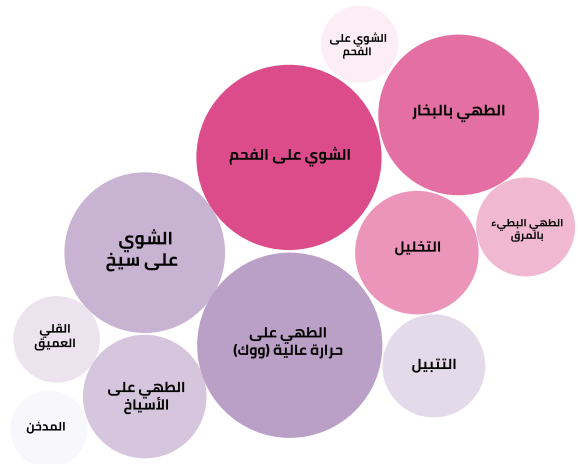 الشوي على
الفحم
الطهي بالبخار
الشوي على الفحم
الطهي البطيء
بالمرق
الشوي
على سيخ
التخليل
الطهي على
حرارة عالية (ووك)
القلي
العميق
التتبيل
الطهي على
الأسياخ
المدخن